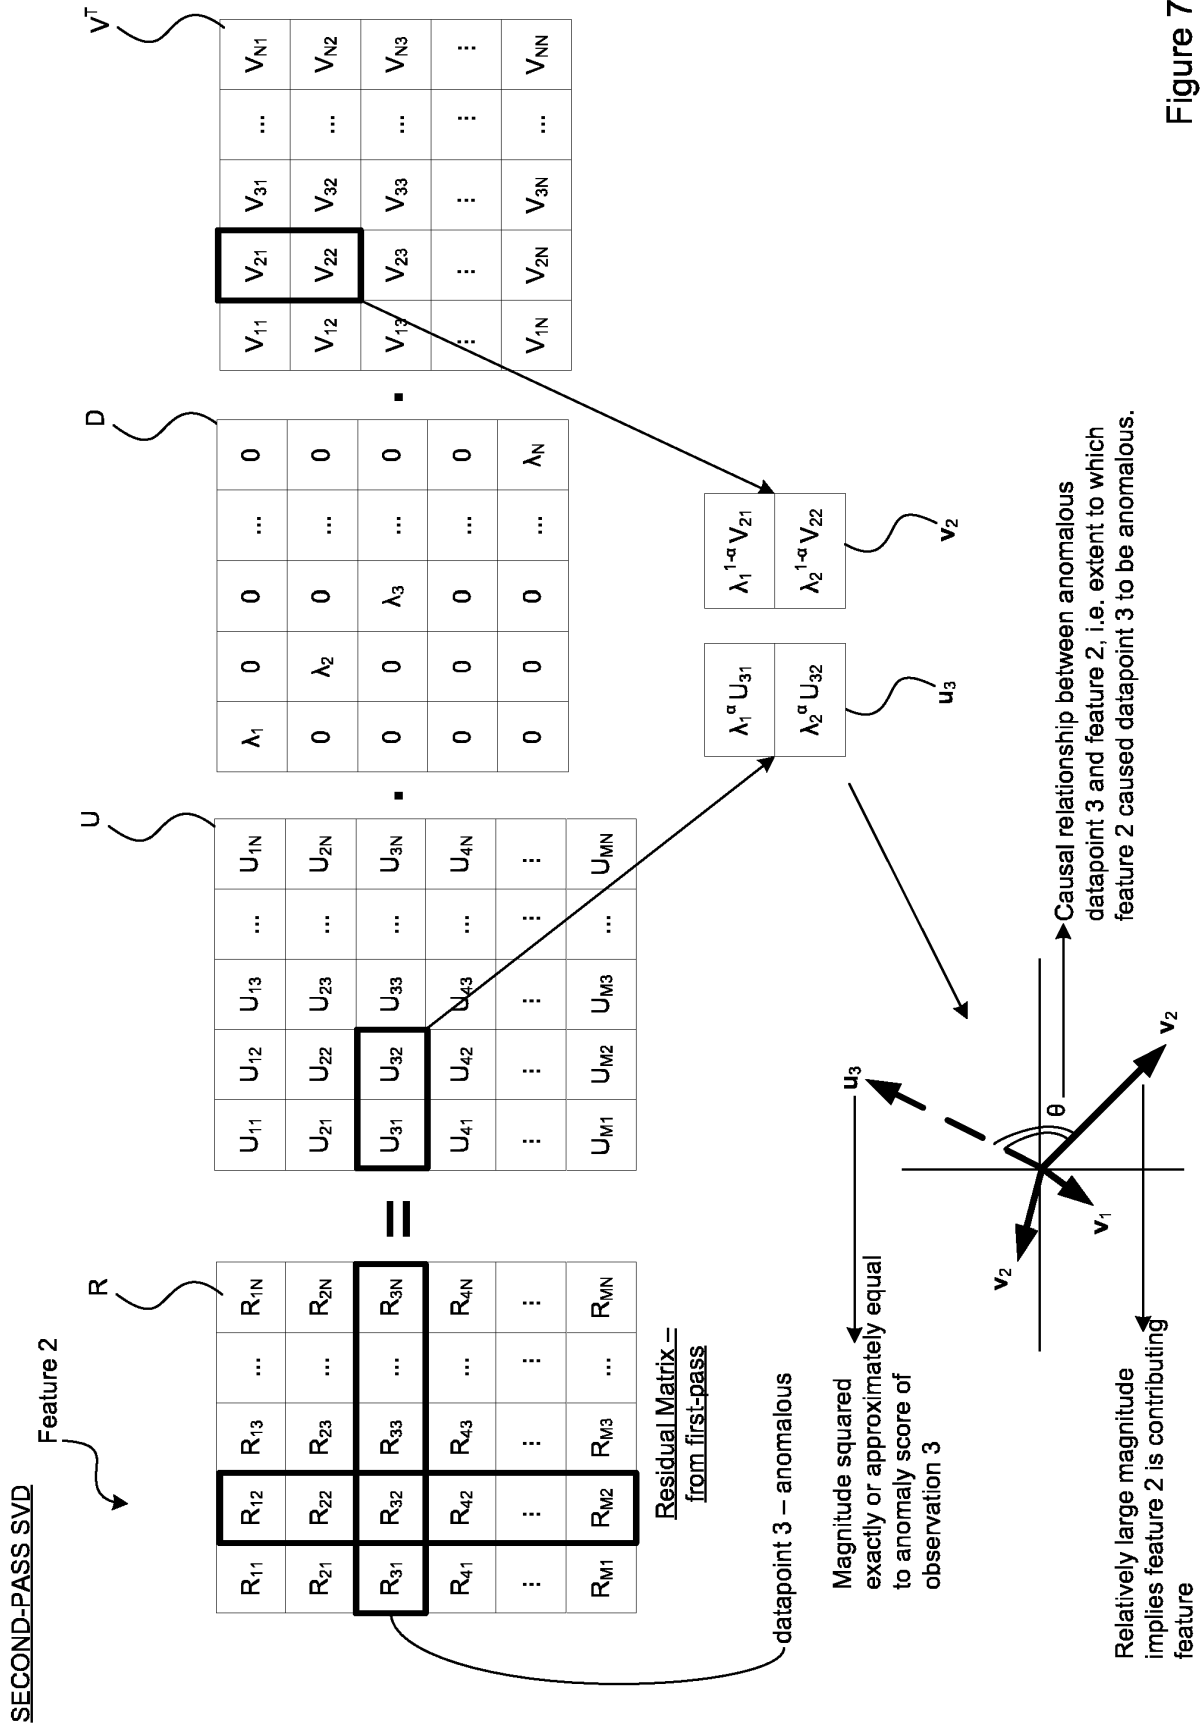 SECOND-PASS SVD
Feature 2
R
U
D
V^T
R11 R12 R13 ... R1N
R21 R22 R23 ... R2N
R31 R32 R33 ... R3N
R41 R42 R43 ... R4N
... ... ... ... ...
RM1 RM2 RM3 ... RMN
=
U11 U12 U13 ... U1N
U21 U22 U23 ... U2N
U31 U32 U33 ... U3N
U41 U42 U43 ... U4N
... ... ... ...
UM1 UM2 UM3 ... UMN
.
λ1 0 0 ... 0
0 λ2 0 ... 0
0 0 λ3 ... 0
0 0 0 ... 0
0 0 0 ... λN
.
V11 V21 V31 ... VN1
V12 V22 V32 ... VN2
V13 V23 V33 ... VN3
... ... ... ... ...
V1N V2N V3N ... VNN
Residual Matrix –
from first-pass
datapoint 3 – anomalous
λ1^α U31
λ2^α U32
u3
λ1^1-α V21
λ2^1-α V22
v2
Magnitude squared
exactly or approximately equal
to anomaly score of
observation 3
u3
v2
v1
θ
v2
Causal relationship between anomalous
datapoint 3 and feature 2, i.e. extent to which
feature 2 caused datapoint 3 to be anomalous.
Relatively large magnitude
implies feature 2 is contributing
feature
Figure 7